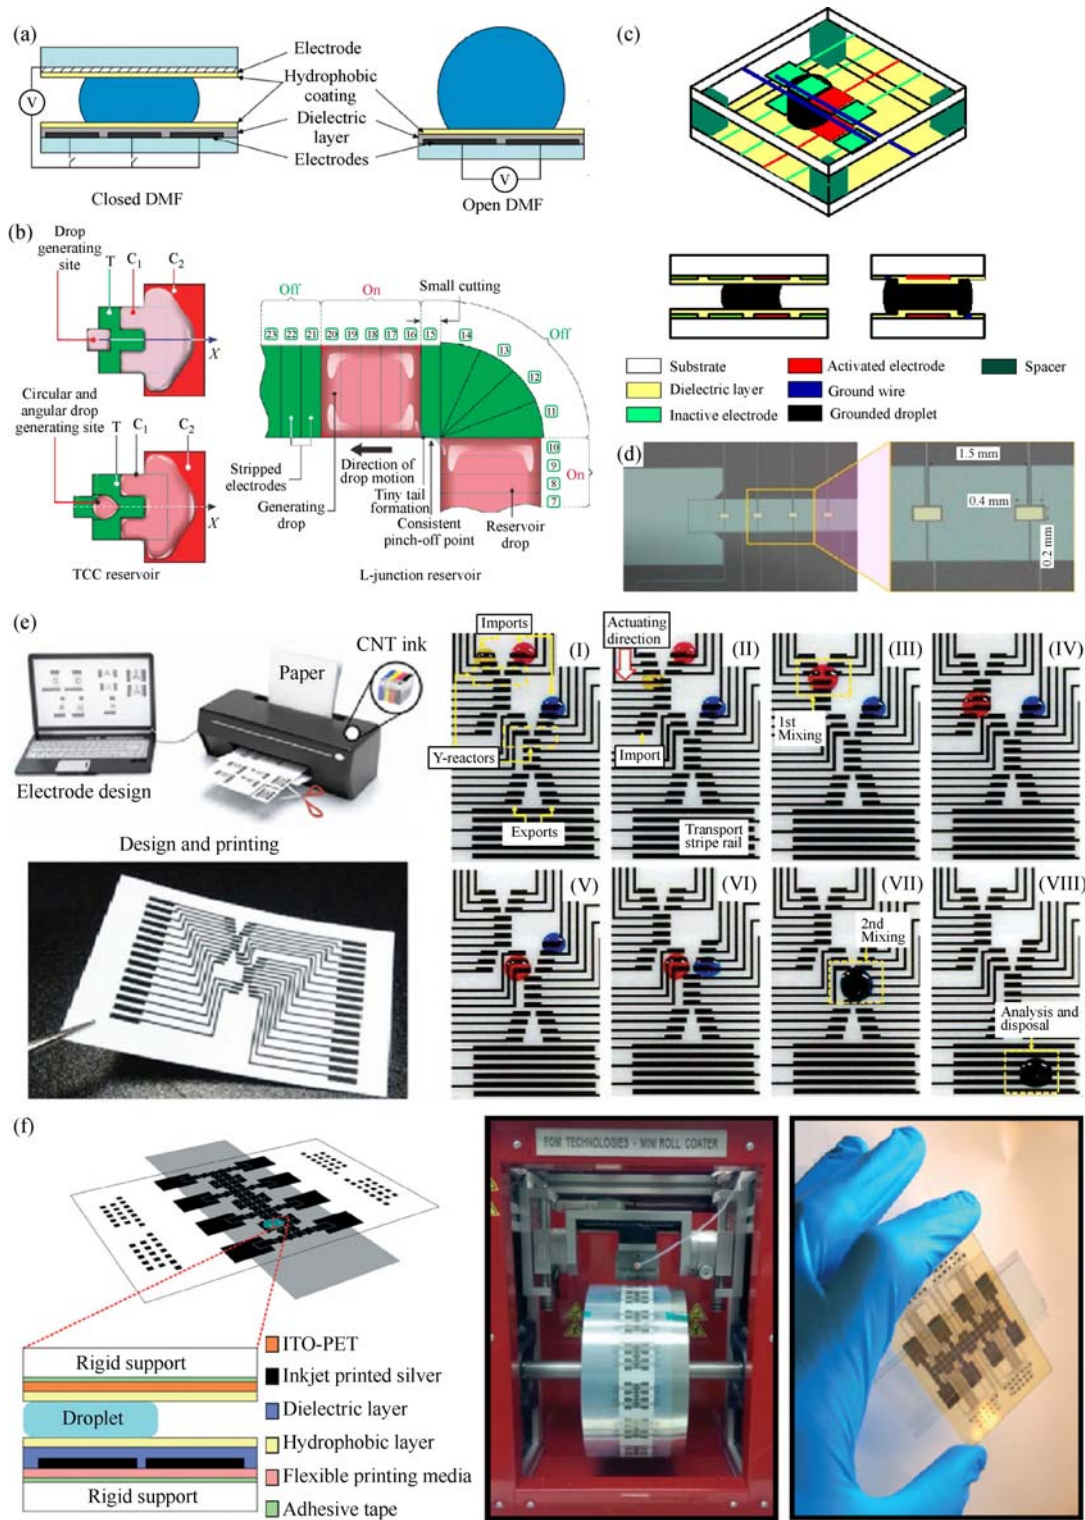 (a)
Electrode
Hydrophobic
coating
Dielectric
layer
Electrodes
V
V
Closed DMF
Open DMF
(b)
Drop
generating
site
T
C1
C2
X
Circular and
angular drop
generating site
T
C1
C2
X
TCC reservoir
Off
On
Small cutting
Off
23
22
21
20
19
18
17
16
15
14
13
12
11
10
9
8
7
On
Stripped
electrodes
Generating
drop
Direction of
drop motion
Tiny tail
formation
Consistent
pinch-off point
Reservoir
drop
L-junction reservoir
(c)
Substrate
Activated electrode
Spacer
Dielectric layer
Ground wire
Inactive electrode
Grounded droplet
(d)
1.5 mm
0.4 mm
0.2 mm
(e)
Paper
CNT ink
Electrode design
Design and printing
Imports
(I)
Y-reactors
Exports
Actuating
direction
(II)
Import
Transport
stripe rail
(III)
1st
Mixing
(IV)
(V)
(VI)
(VII)
2nd
Mixing
(VIII)
Analysis and
disposal
(f)
ITO-PET
Inkjet printed silver
Dielectric layer
Hydrophobic layer
Flexible printing media
Adhesive tape
Rigid support
Droplet
Rigid support
FOM TECHNOLOGIES - MINI ROLL COATER